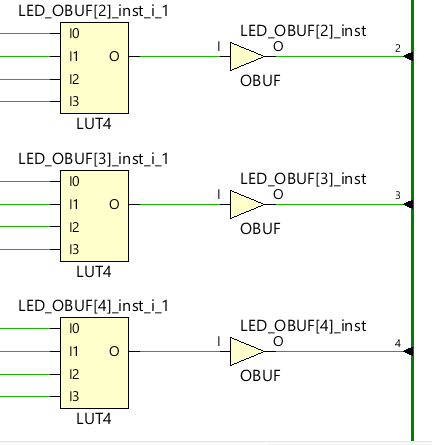 LED_OBUF[2]_inst_i_1
I0
I1
I2
I3
O
LUT4
LED_OBUF[2]_inst
I
O
OBUF
2
LED_OBUF[3]_inst_i_1
I0
I1
I2
I3
O
LUT4
LED_OBUF[3]_inst
I
O
OBUF
3
LED_OBUF[4]_inst_i_1
I0
I1
I2
I3
O
LUT4
LED_OBUF[4]_inst
I
O
OBUF
4